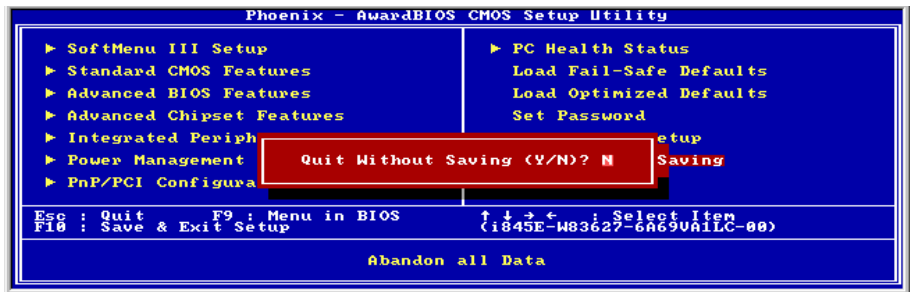 Phoenix - AwardBIOS CMOS Setup Utility
▶ SoftMenu III Setup
▶ Standard CMOS Features
▶ Advanced BIOS Features
▶ Advanced Chipset Features
▶ Integrated Periph
▶ Power Management
▶ PnP/PCI Configura
▶ PC Health Status
Load Fail-Safe Defaults
Load Optimized Defaults
Set Password
etup
Saving
Quit Without Saving (Y/N)? N
Esc : Quit F9 : Menu in BIOS ↑ ↓ → ← : Select Item
F10 : Save & Exit Setup (i845E-W83627-6A69VA1LC-00)
Abandon all Data